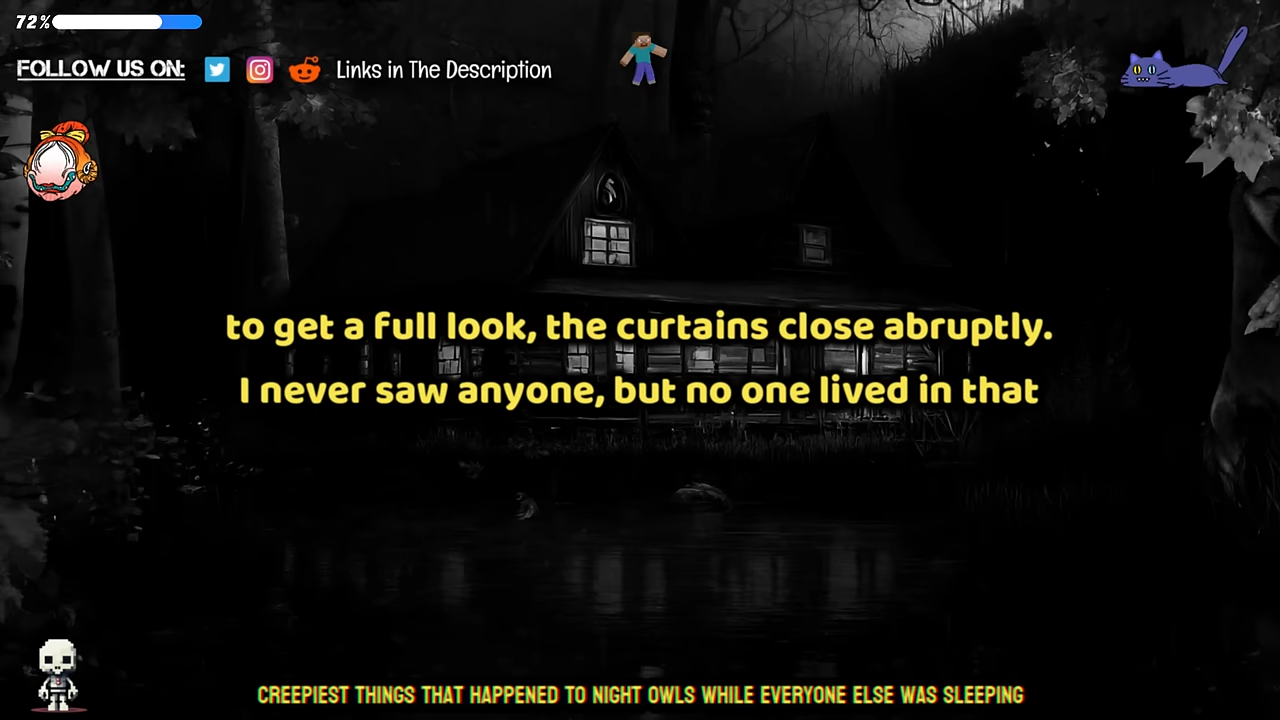 72%
FOLLOW US ON: Links in The Description
to get a full look, the curtains close abruptly.
I never saw anyone, but no one lived in that
CREEPIEST THINGS THAT HAPPENED TO NIGHT OWLS WHILE EVERYONE ELSE WAS SLEEPING